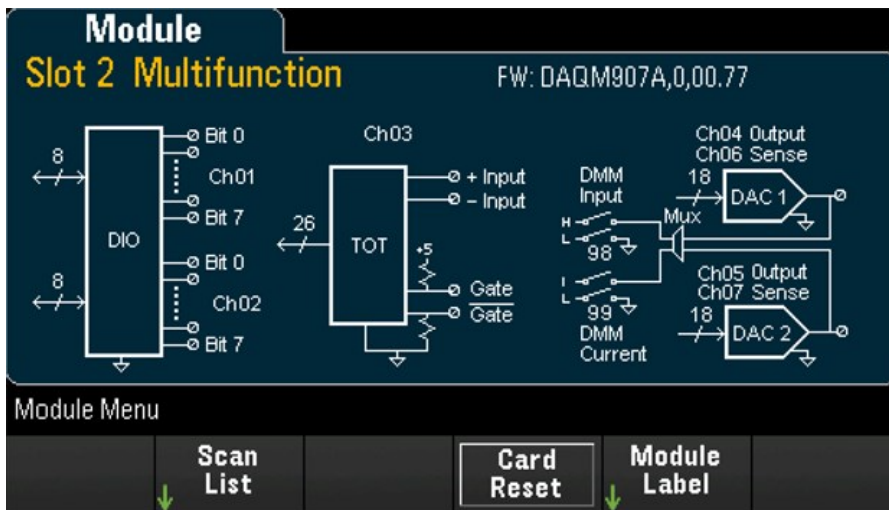 Module
Slot 2 Multifunction
FW: DAQM907A,0,00.77
8
DIO
Bit 0
Ch01
Bit 7
8
Bit 0
Ch02
Bit 7
Ch03
26
TOT
+ Input
- Input
+5
Gate
Gate
DMM
Input
H
L
98
I
L
99
DMM
Current
Mux
Ch04 Output
Ch06 Sense
18
DAC 1
Ch05 Output
Ch07 Sense
18
DAC 2
Module Menu
Scan
List
Card
Reset
Module
Label